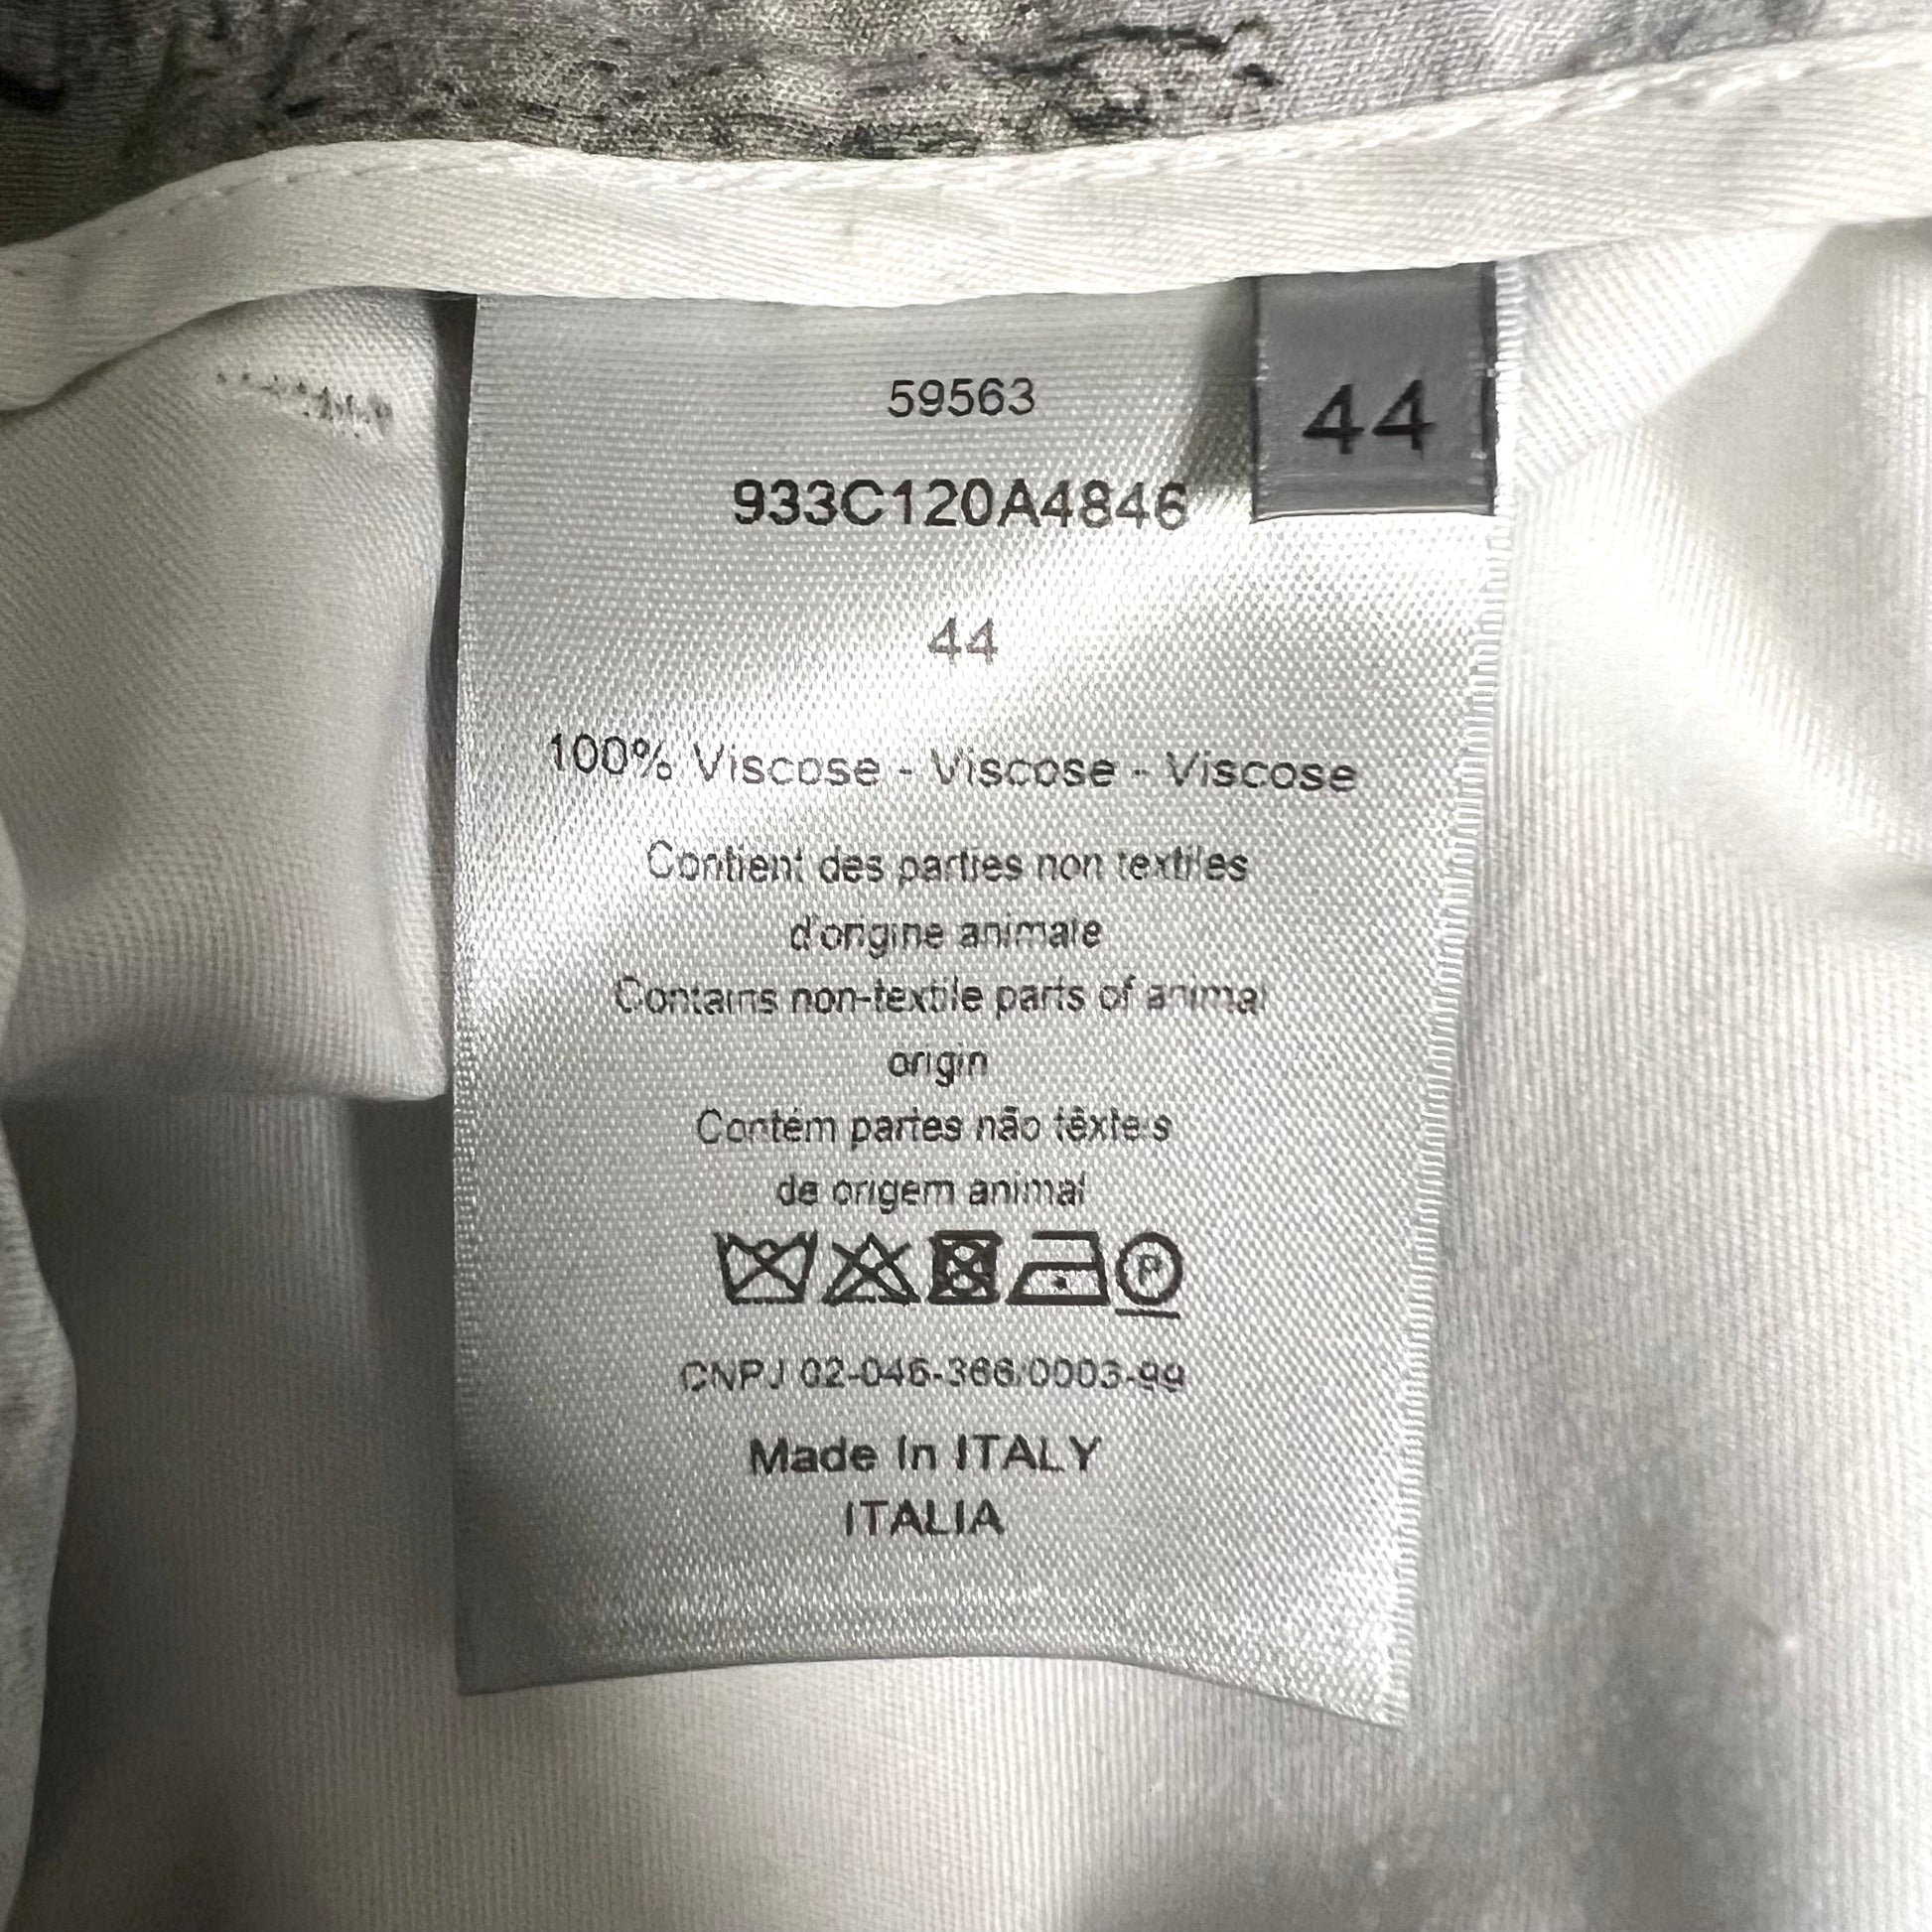 59563
44
933C120A4846
44
100% Viscose - Viscose - Viscose
Contient des parties non textiles
d'origine animale
Contains non-textile parts of animal
origin
Contém partes não têxteis
de origem animal
P
CNPJ 02-046-366/0003-99
Made In ITALY
ITALIA